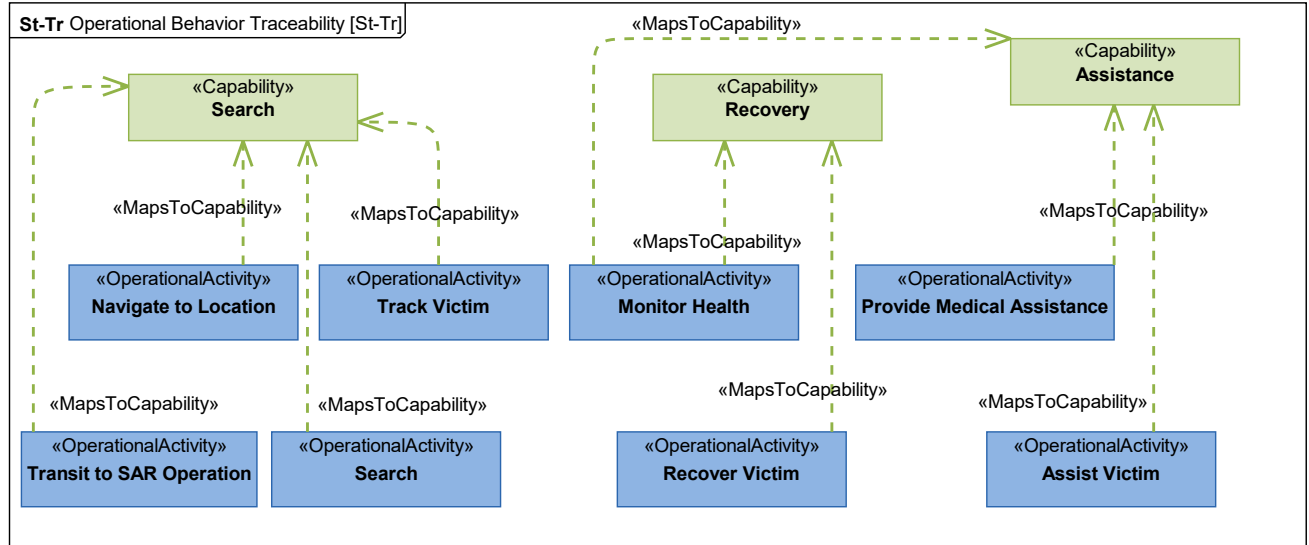 St-Tr Operational Behavior Traceability [St-Tr]
«MapsToCapability»
«Capability»
Search
«Capability»
Recovery
«Capability»
Assistance
«MapsToCapability»
«MapsToCapability»
«MapsToCapability»
«MapsToCapability»
«OperationalActivity»
Navigate to Location
«OperationalActivity»
Track Victim
«OperationalActivity»
Monitor Health
«OperationalActivity»
Provide Medical Assistance
«MapsToCapability»
«MapsToCapability»
«MapsToCapability»
«MapsToCapability»
«OperationalActivity»
Transit to SAR Operation
«OperationalActivity»
Search
«OperationalActivity»
Recover Victim
«OperationalActivity»
Assist Victim